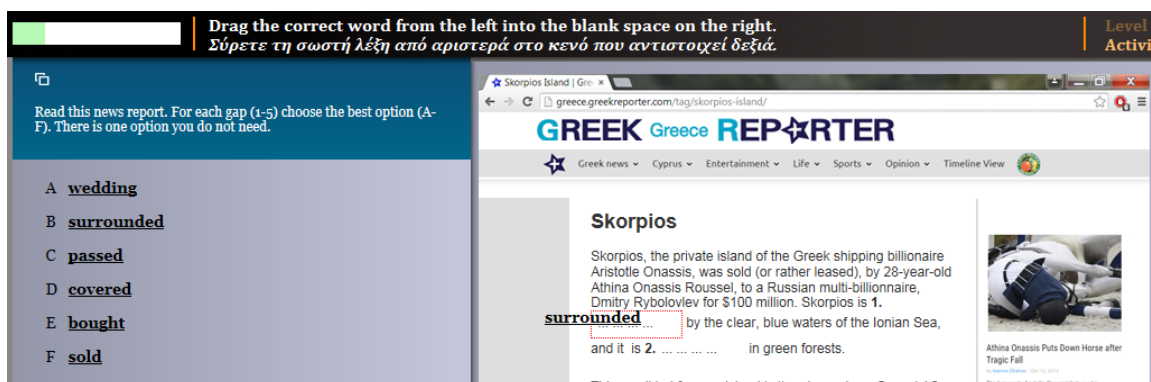 Drag the correct word from the left into the blank space on the right.
Σύρετε τη σωστή λέξη από αριστερά στο κενό που αντιστοιχεί δεξιά.
Level
Activi
Read this news report. For each gap (1-5) choose the best option (A-
F). There is one option you do not need.
A wedding
B surrounded
C passed
D covered
E bought
F sold
Skorpios Island | Gre
greece.greekreporter.com/tag/skorpios-island/
GREEK Greece REPORTER
Greek news Cyprus Entertainment Life Sports Opinion Timeline View
Skorpios
Skorpios, the private island of the Greek shipping billionaire
Aristotle Onassis, was sold (or rather leased), by 28-year-old
Athina Onassis Roussel, to a Russian multi-billionnaire,
Dmitry Rybolovlev for $100 million. Skorpios is 1.
surrounded
... ... ... ... by the clear, blue waters of the Ionian Sea,
and it is 2. ... ... ... ... in green forests.
Athina Onassis Puts Down Horse after
Tragic Fall